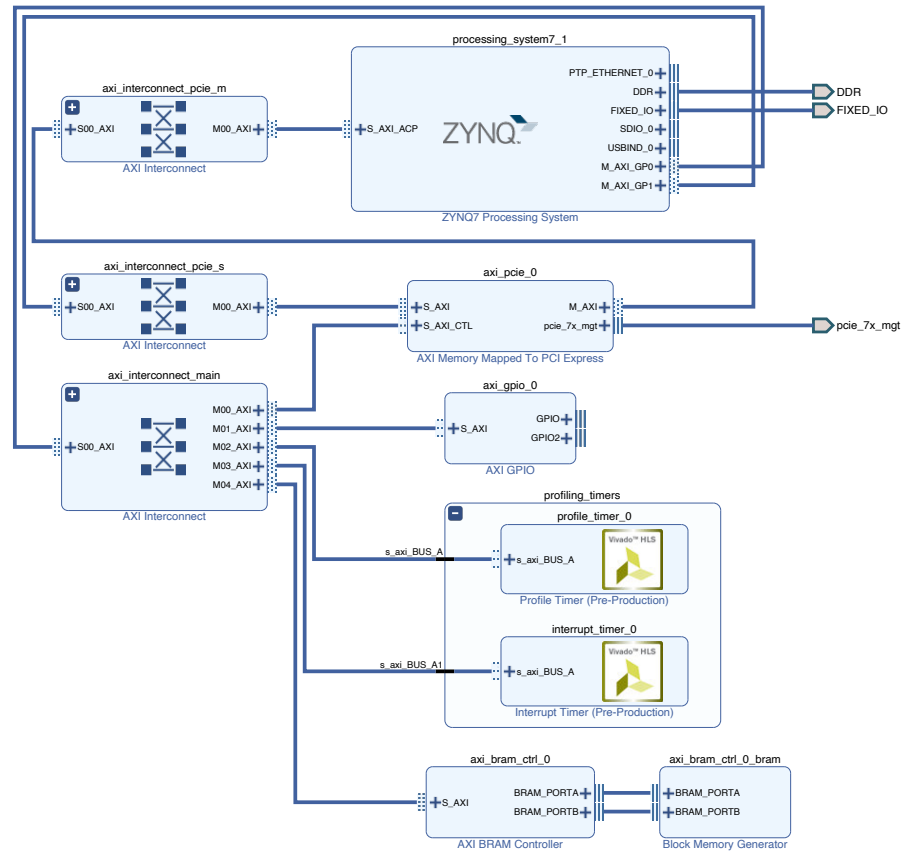 processing_system7_1
PTP_ETHERNET_0
DDR
FIXED_IO
SDIO_0
USBIND_0
M_AXI_GP0
M_AXI_GP1
S_AXI_ACP
ZYNQ
ZYNQ7 Processing System
DDR
FIXED_IO
axi_interconnect_pcie_m
S00_AXI
M00_AXI
AXI Interconnect
axi_interconnect_pcie_s
S00_AXI
M00_AXI
AXI Interconnect
axi_pcie_0
S_AXI
S_AXI_CTL
M_AXI
pcie_7x_mgt
AXI Memory Mapped To PCI Express
pcie_7x_mgt
axi_interconnect_main
S00_AXI
M00_AXI
M01_AXI
M02_AXI
M03_AXI
M04_AXI
AXI Interconnect
axi_gpio_0
S_AXI
GPIO
GPIO2
AXI GPIO
profiling_timers
profile_timer_0
s_axi_BUS_A
s_axi_BUS_A
Vivado™ HLS
Profile Timer (Pre-Production)
interrupt_timer_0
s_axi_BUS_A1
s_axi_BUS_A
Vivado™ HLS
Interrupt Timer (Pre-Production)
axi_bram_ctrl_0
S_AXI
BRAM_PORTA
BRAM_PORTB
AXI BRAM Controller
axi_bram_ctrl_0_bram
BRAM_PORTA
BRAM_PORTB
Block Memory Generator